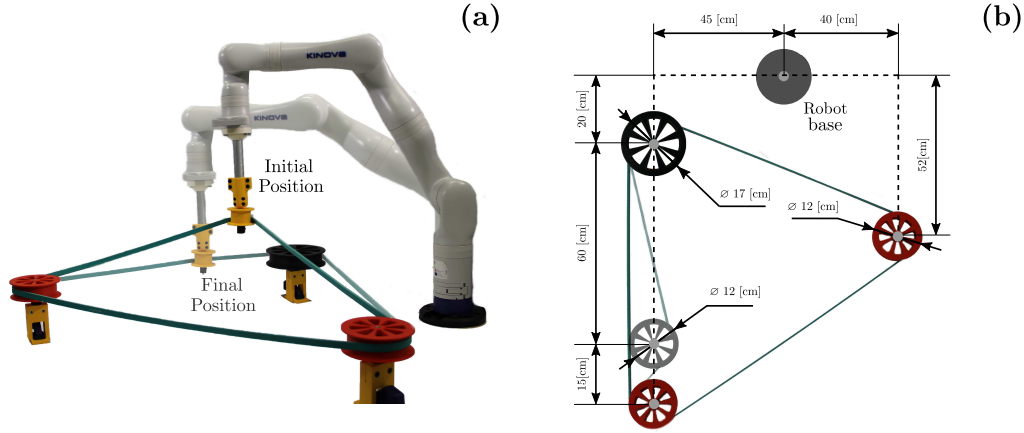 (a)
KINOVA
KINOVA
Initial
Position
Final
Position
(b)
45 [cm]
40 [cm]
20 [cm]
Robot
base
52[cm]
⌀ 17 [cm]
⌀ 12 [cm]
60 [cm]
⌀ 12 [cm]
15[cm]